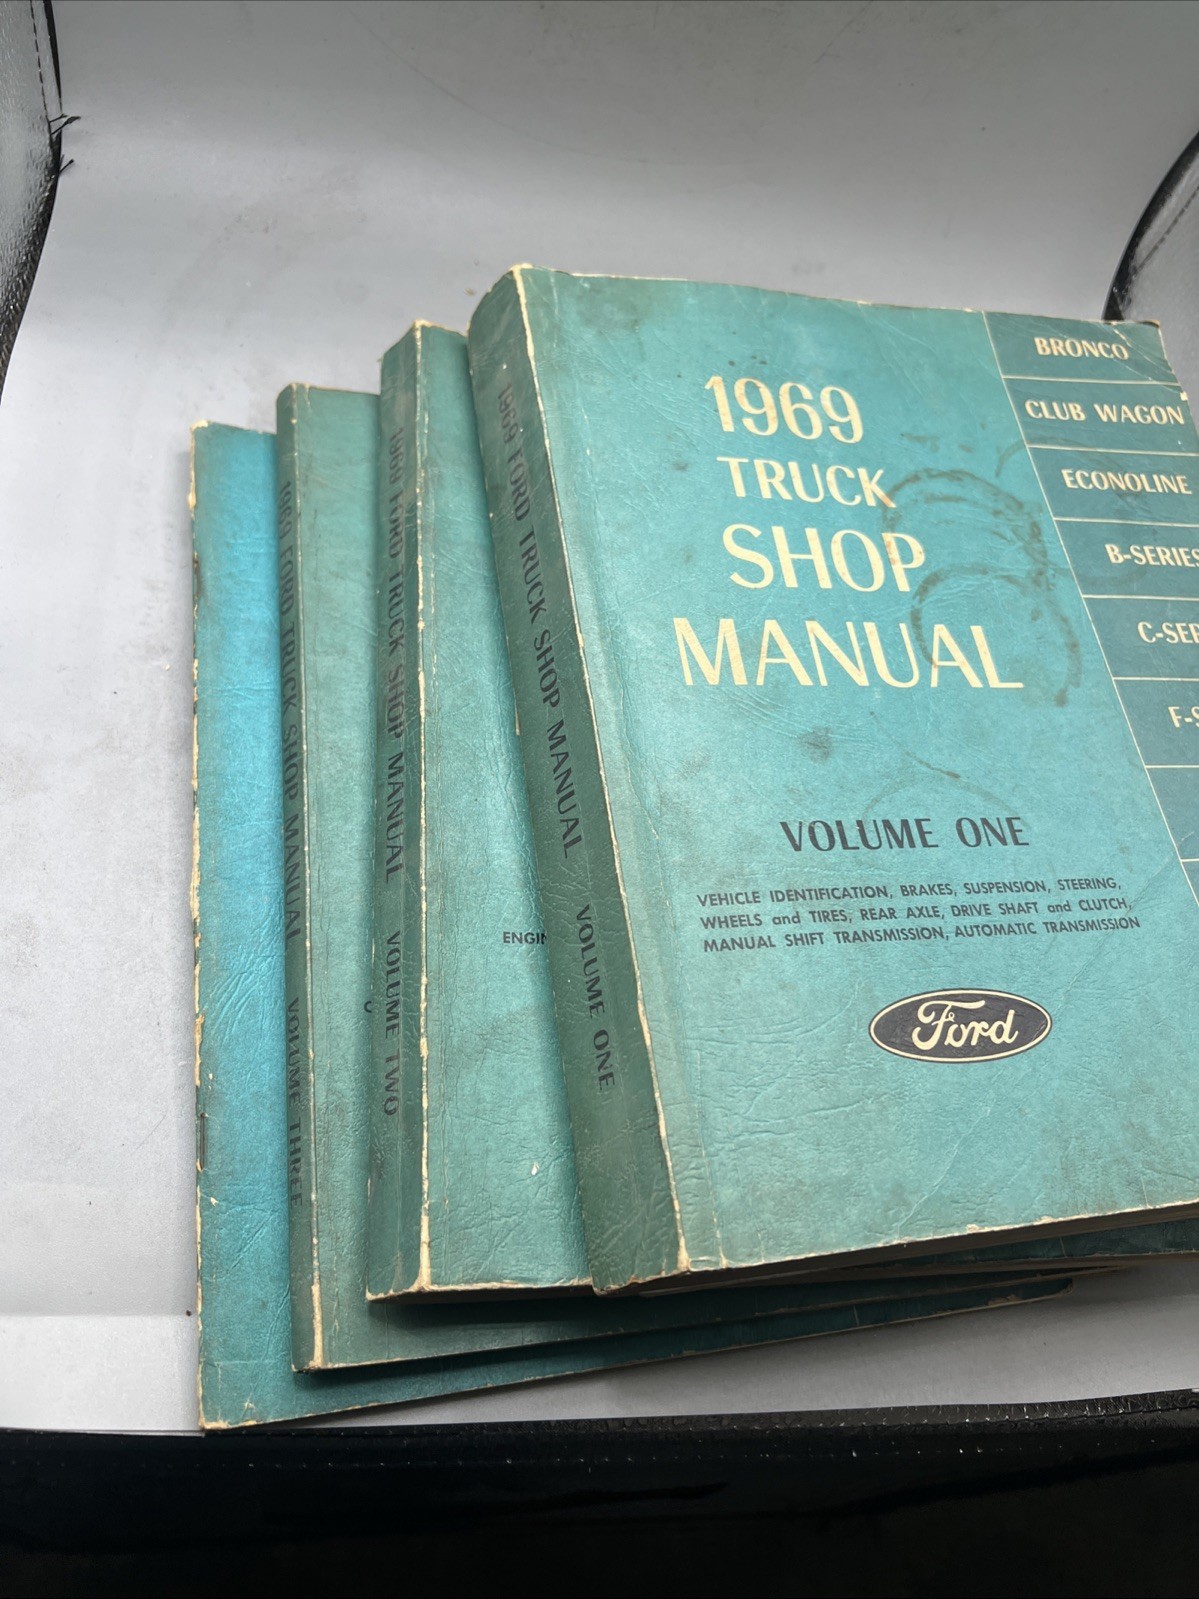 1969
TRUCK
SHOP
MANUAL
VOLUME ONE
VEHICLE IDENTIFICATION, BRAKES, SUSPENSION, STEERING,
WHEELS and TIRES, REAR AXLE, DRIVE SHAFT and CLUTCH,
MANUAL SHIFT TRANSMISSION, AUTOMATIC TRANSMISSION
Ford
BRONCO
CLUB WAGON
ECONOLINE
B-SERIES
C-SER
F-S
1969 FORD TRUCK SHOP MANUAL VOLUME ONE
1969 FORD TRUCK SHOP MANUAL VOLUME TWO
ENGIN
1969 FORD TRUCK SHOP MANUAL VOLUME THREE